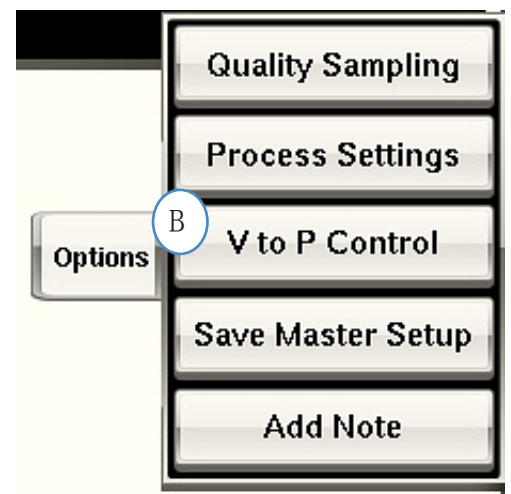 Quality Sampling
Process Settings
B
V to P Control
Options
Save Master Setup
Add Note